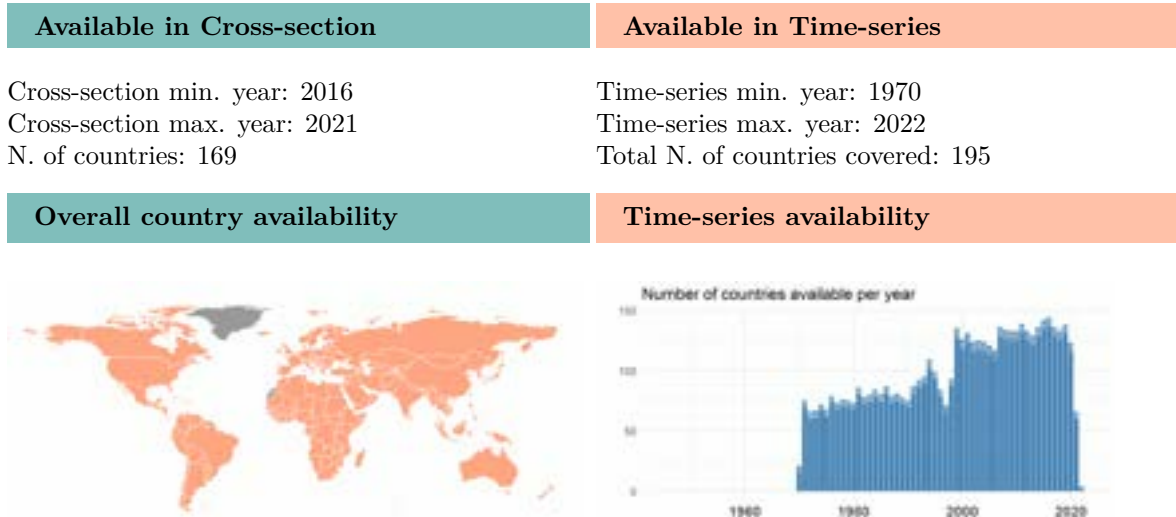 Available in Cross-section
Available in Time-series
Cross-section min. year: 2016
Cross-section max. year: 2021
N. of countries: 169
Time-series min. year: 1970
Time-series max. year: 2022
Total N. of countries covered: 195
Overall country availability
Time-series availability
Number of countries available per year
150
100
50
0
1960
1980
2000
2020